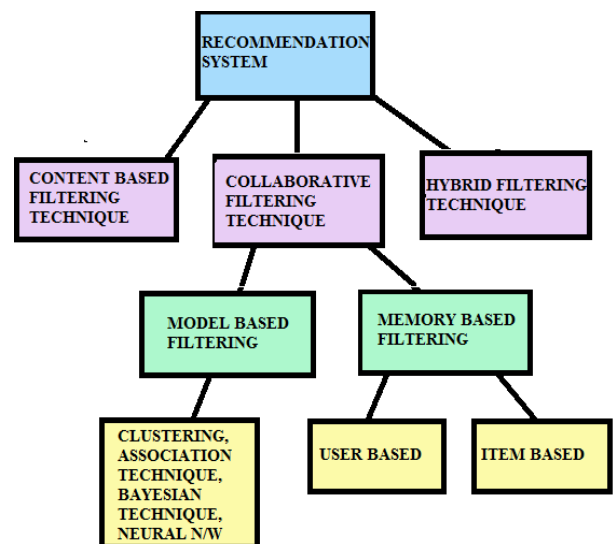 RECOMMENDATION
SYSTEM
CONTENT BASED
FILTERING
TECHNIQUE
COLLABORATIVE
FILTERING
TECHNIQUE
HYBRID FILTERING
TECHNIQUE
MODEL BASED
FILTERING
MEMORY BASED
FILTERING
CLUSTERING,
ASSOCIATION
TECHNIQUE,
BAYESIAN
TECHNIQUE,
NEURAL N/W
USER BASED
ITEM BASED